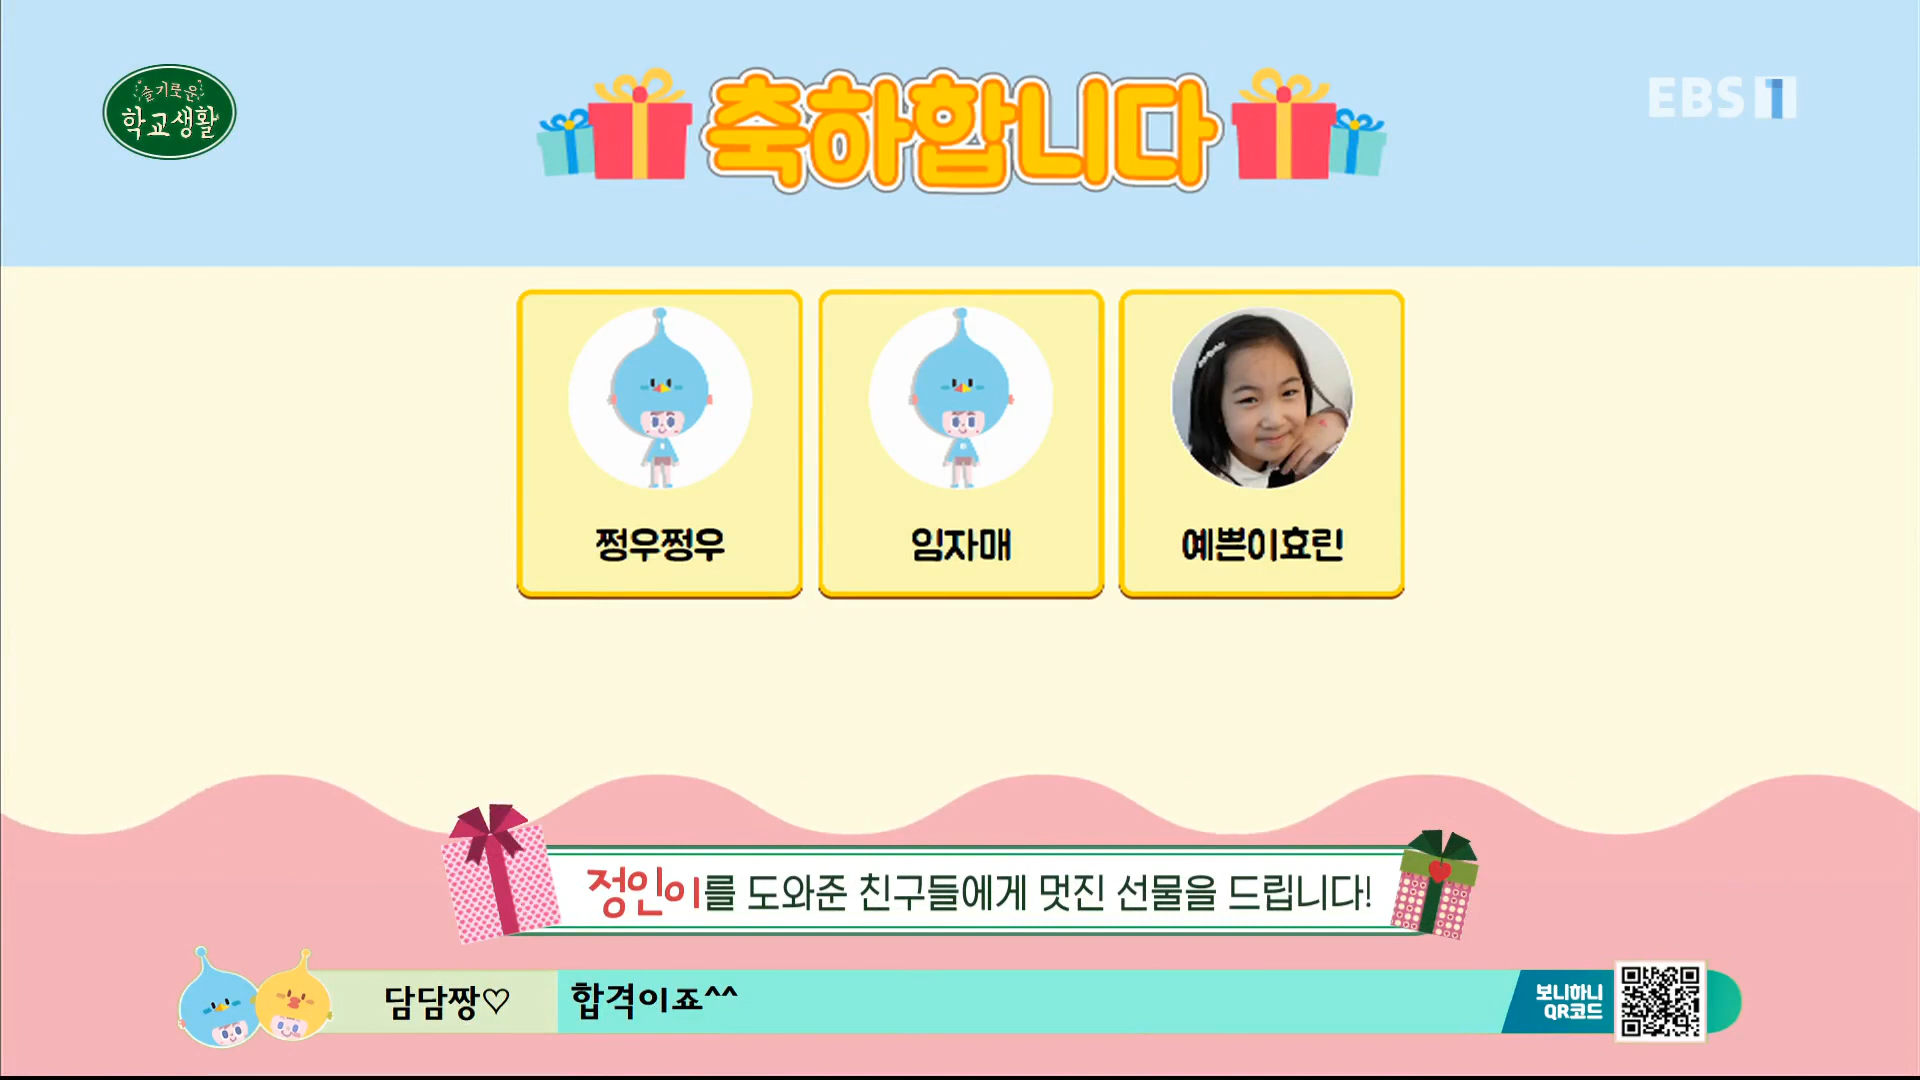 슬기로운
학교생활
축하합니다
EBS 1
쩡우쩡우
임자매
예쁜이효린
정인이를 도와준 친구들에게 멋진 선물을 드립니다!
담담짱♡
합격이죠^^
보니하니
QR코드